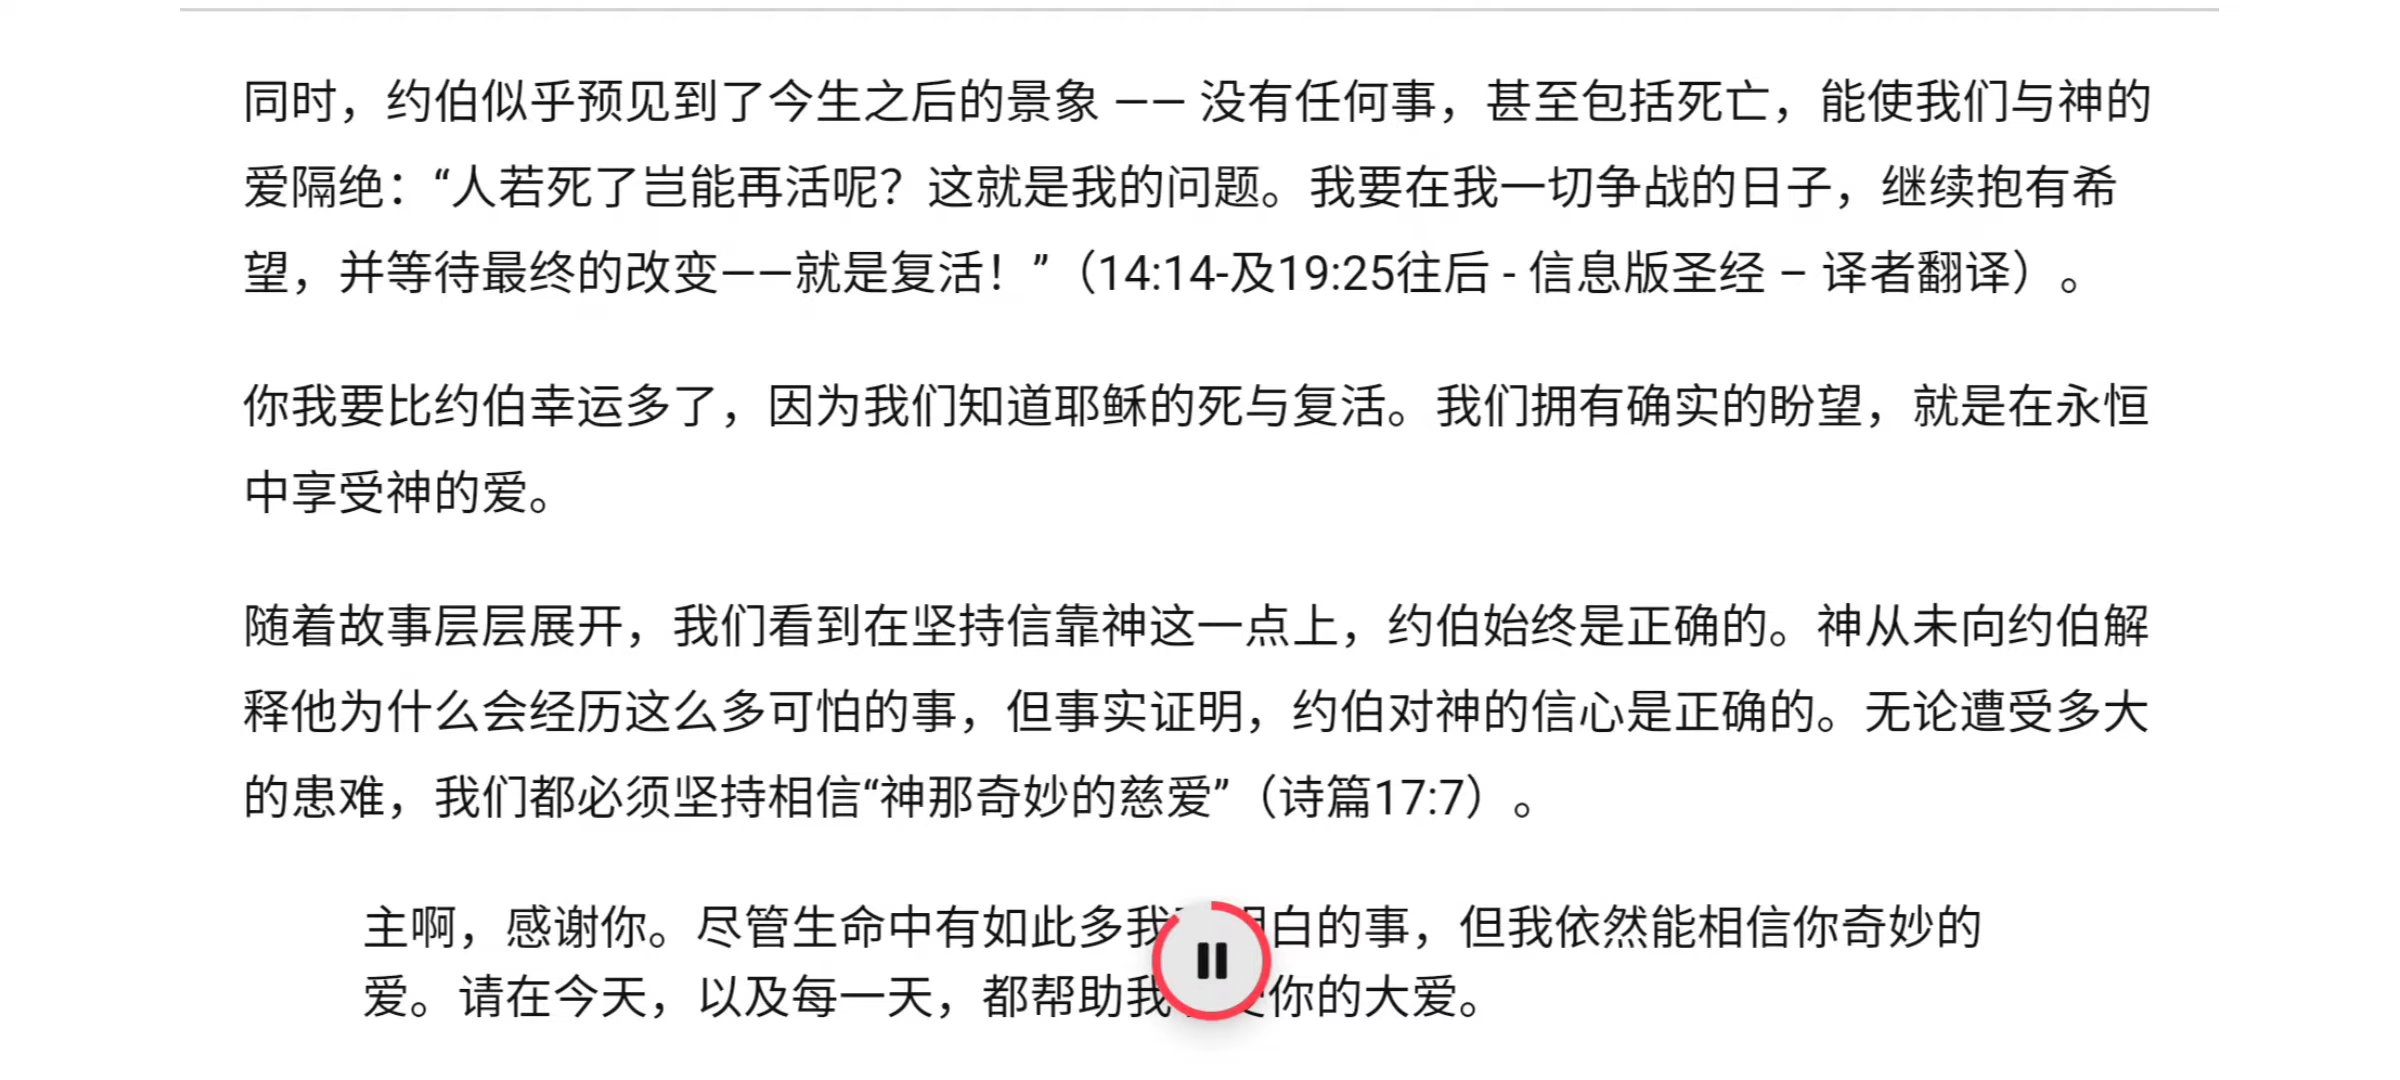 同时，约伯似乎预见到了今生之后的景象 —— 没有任何事，甚至包括死亡，能使我们与神的
爱隔绝：“人若死了岂能再活呢？这就是我的问题。我要在我一切争战的日子，继续抱有希
望，并等待最终的改变——就是复活！”（14:14-及19:25往后 - 信息版圣经 – 译者翻译）。
你我要比约伯幸运多了，因为我们知道耶稣的死与复活。我们拥有确实的盼望，就是在永恒
中享受神的爱。
随着故事层层展开，我们看到在坚持信靠神这一点上，约伯始终是正确的。神从未向约伯解
释他为什么会经历这么多可怕的事，但事实证明，约伯对神的信心是正确的。无论遭受多大
的患难，我们都必须坚持相信“神那奇妙的慈爱”（诗篇17:7）。
主啊，感谢你。尽管生命中有如此多我 白的事，但我依然能相信你奇妙的
爱。请在今天，以及每一天，都帮助我 你的大爱。